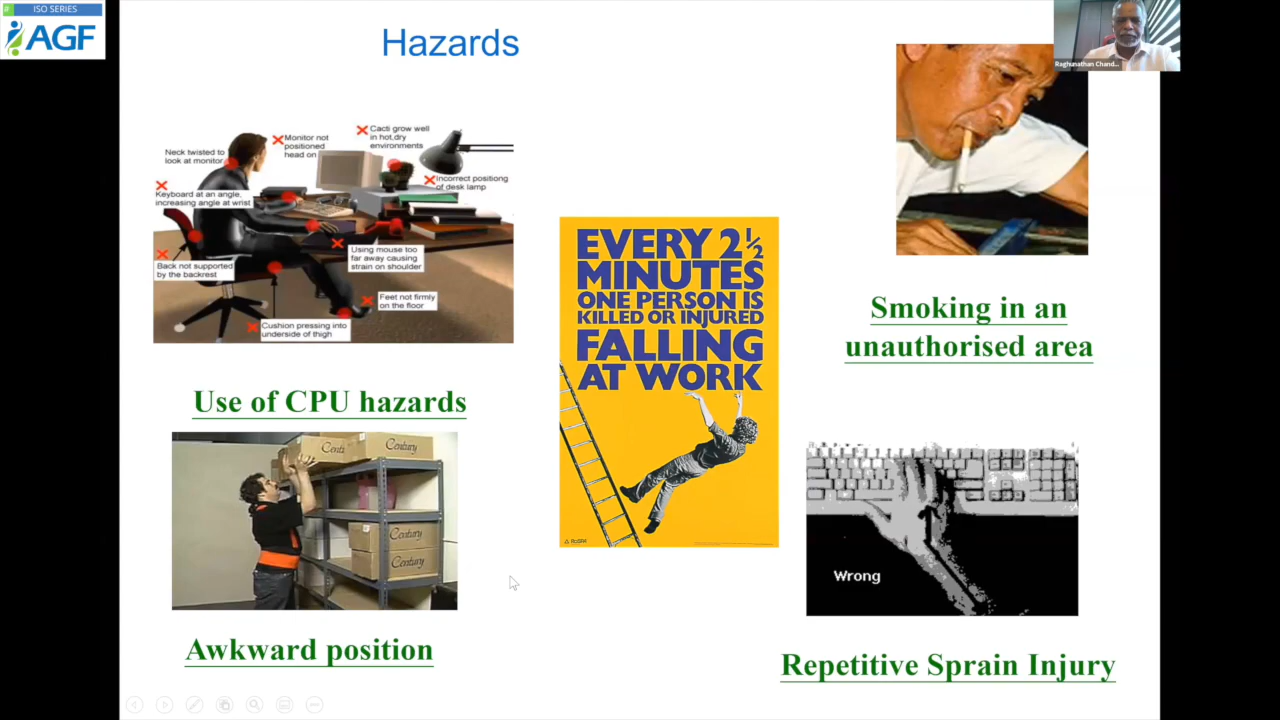 # ISO SERIES
AGF
Hazards
Raghunathan Chand...
Neck twisted to
look at monitor
Monitor not
positioned
head on
Cacti grow well
in hot,dry
environments
Incorrect positiong
of desk lamp
Keyboard at an angle,
increasing angle at wrist
Back not supported
by the backrest
Using mouse too
far away causing
strain on shoulder
Feet not firmly
on the floor
Cushion pressing into
underside of thigh
Use of CPU hazards
EVERY 2½
MINUTES
ONE PERSON IS
KILLED OR INJURED
FALLING
AT WORK
Smoking in an
unauthorised area
Century
Century
Century
Awkward position
Wrong
Repetitive Sprain Injury